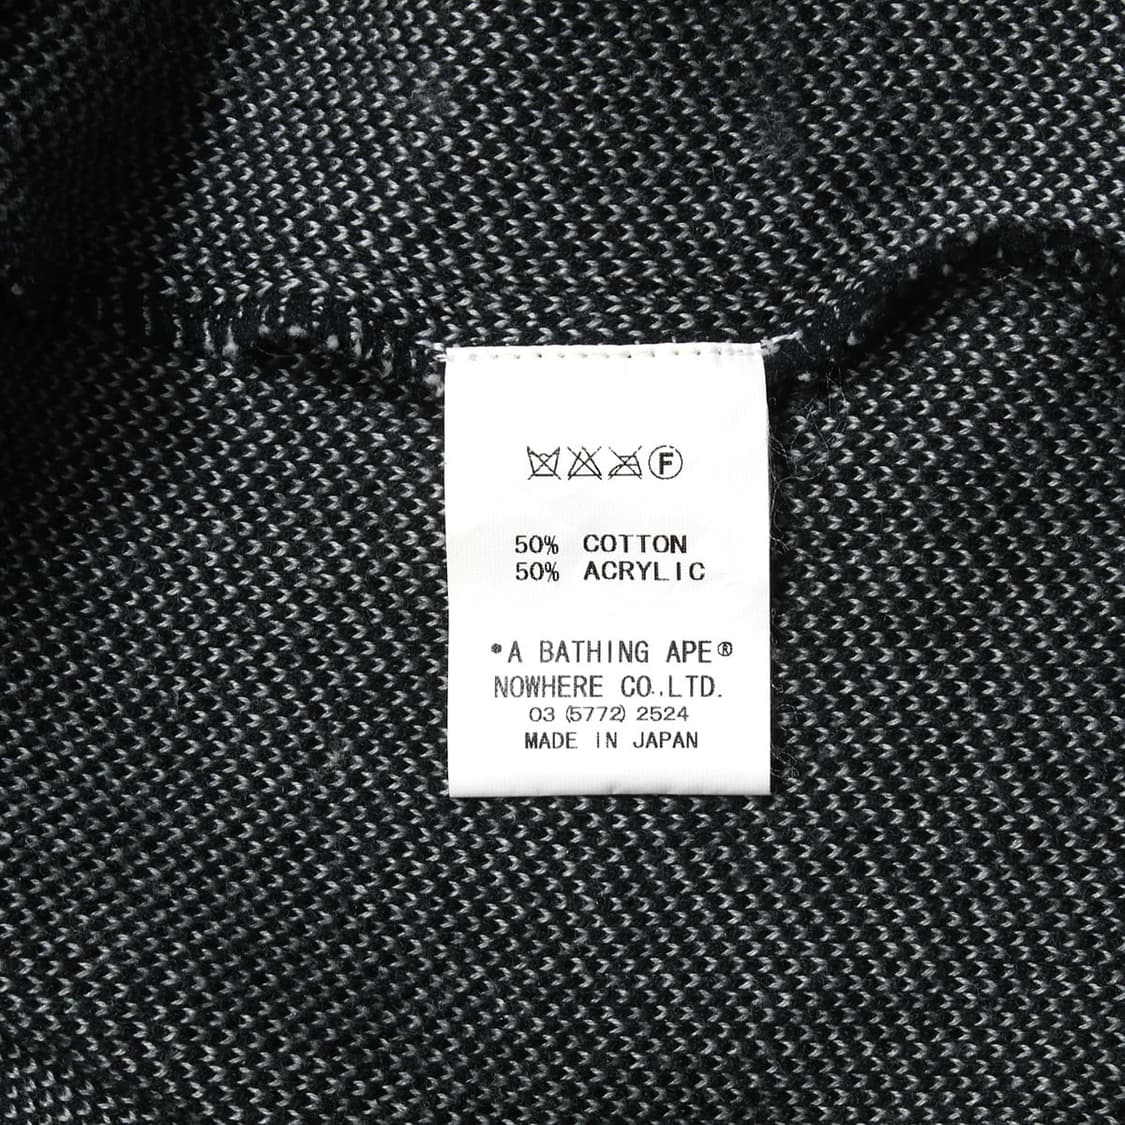 F
50% COTTON
50% ACRYLIC
*A BATHING APE®
NOWHERE CO.,LTD.
03 (5772) 2524
MADE IN JAPAN